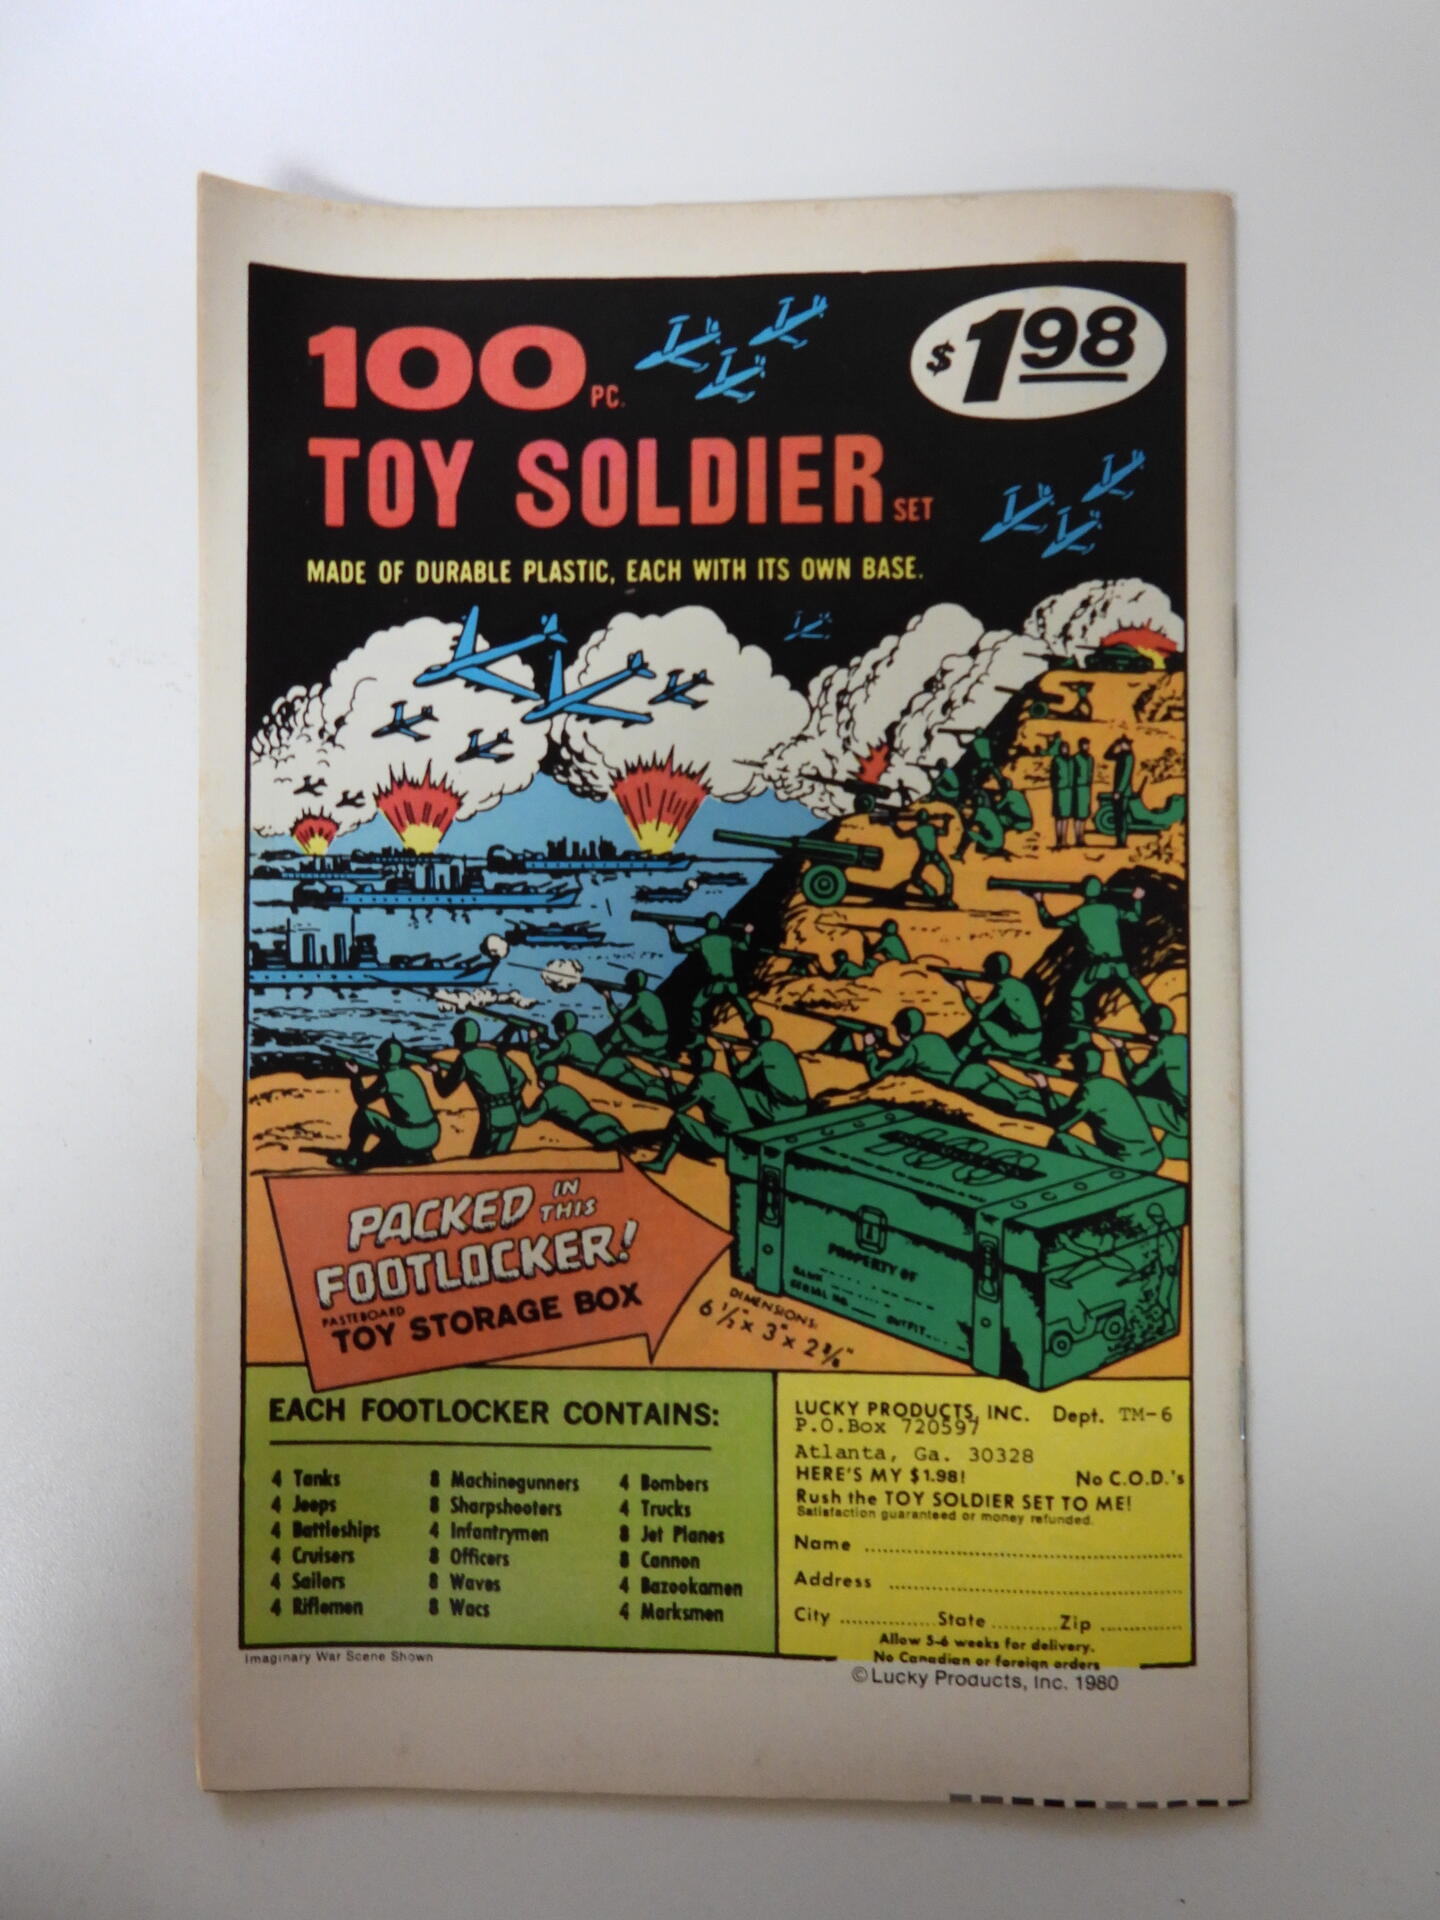 100 PC.
$1.98
TOY SOLDIER SET
MADE OF DURABLE PLASTIC, EACH WITH ITS OWN BASE.
PACKED IN THIS
FOOTLOCKER!
PASTEBOARD
TOY STORAGE BOX
DIMENSIONS:
6 1/2" x 3" x 2 3/8"
PROPERTY OF
SERIAL NO.
OUTFIT
EACH FOOTLOCKER CONTAINS:
4 Tanks
4 Jeeps
4 Battleships
4 Cruisers
4 Sailors
4 Riflemen
8 Machinegunners
8 Sharpshooters
4 Infantrymen
8 Officers
8 Waves
8 Wacs
4 Bombers
4 Trucks
8 Jet Planes
8 Cannon
4 Bazookamen
4 Marksmen
LUCKY PRODUCTS, INC. Dept. TM-6
P.O.Box 720597
Atlanta, Ga. 30328
HERE'S MY $1.98! No C.O.D.'s
Rush the TOY SOLDIER SET TO ME!
Satisfaction guaranteed or money refunded.
Name
Address
City State Zip
Allow 5-6 weeks for delivery.
No Canadian or foreign orders
Imaginary War Scene Shown
©Lucky Products, Inc. 1980